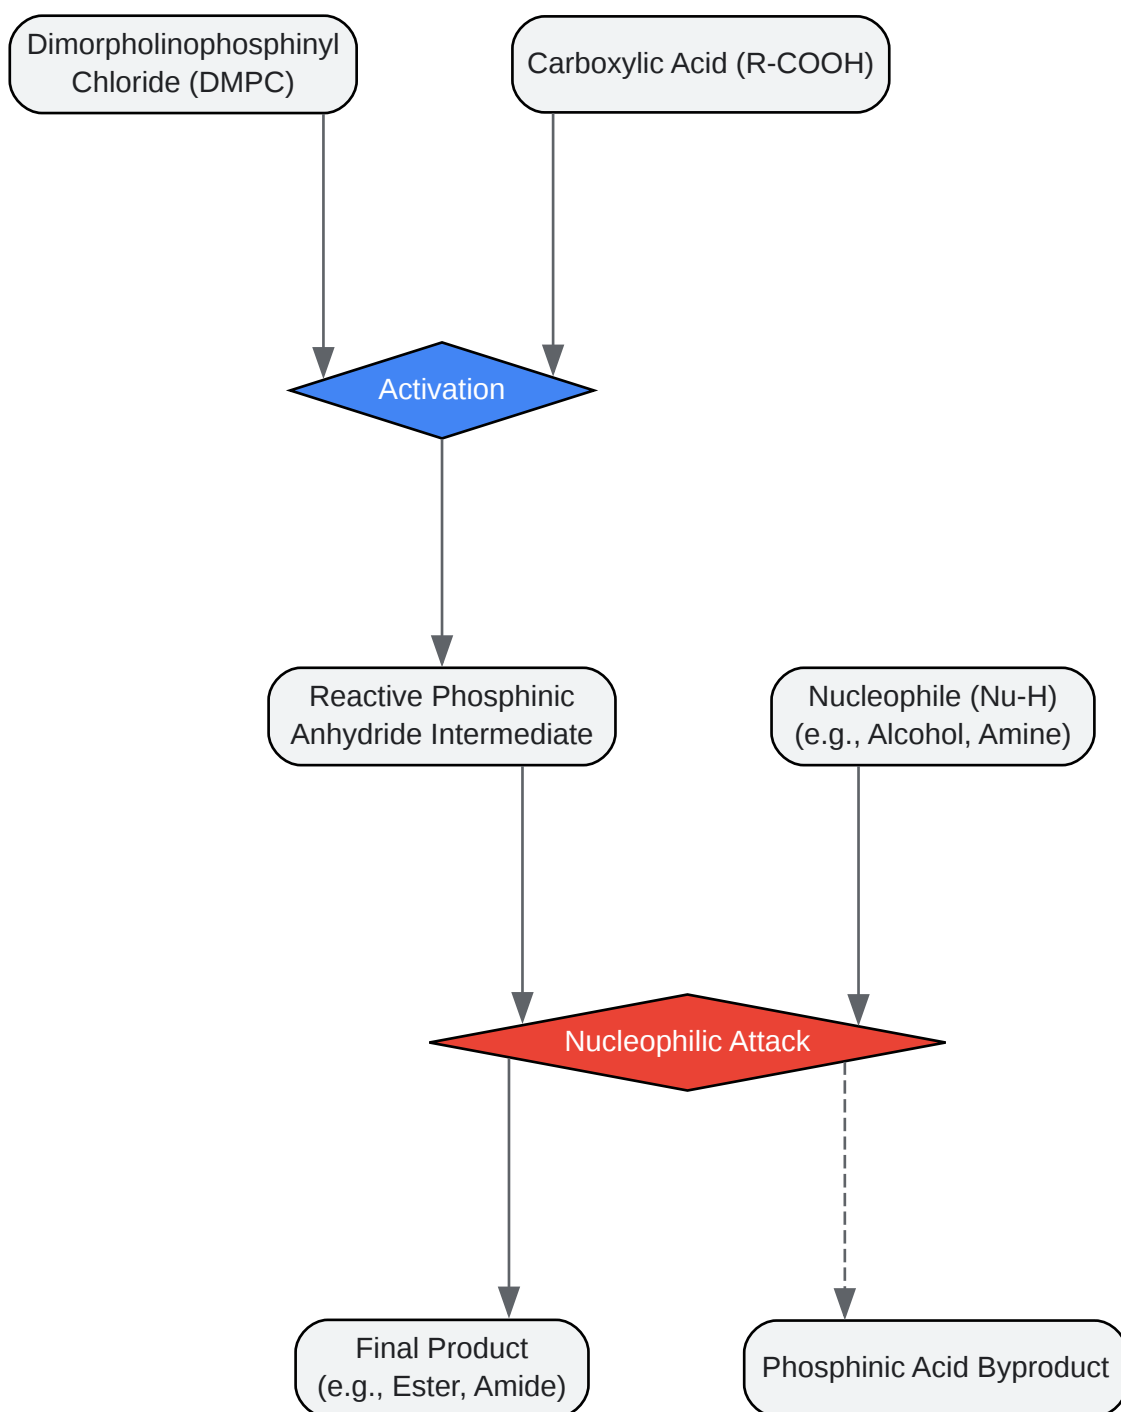 Dimorpholinophosphinyl
Chloride (DMPC)
Carboxylic Acid (R-COOH)
Activation
Reactive Phosphinic
Anhydride Intermediate
Nucleophile (Nu-H)
(e.g., Alcohol, Amine)
Nucleophilic Attack
Final Product
(e.g., Ester, Amide)
Phosphinic Acid Byproduct